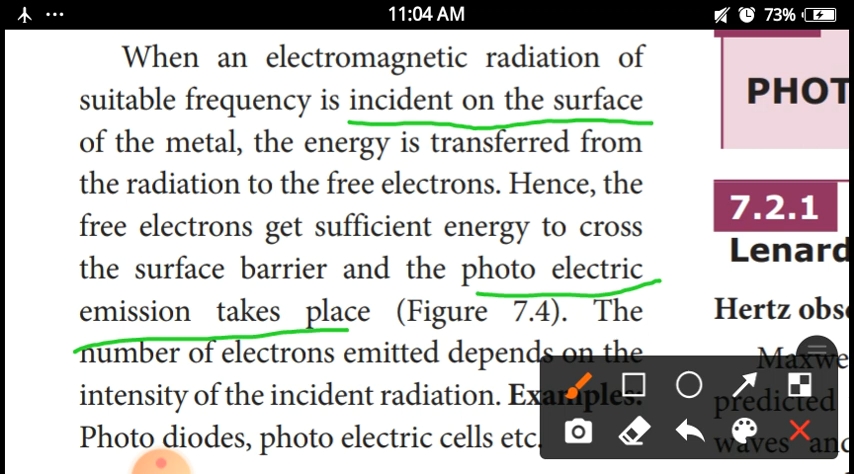 11:04 AM
73%
When an electromagnetic radiation of
suitable frequency is incident on the surface
of the metal, the energy is transferred from
the radiation to the free electrons. Hence, the
free electrons get sufficient energy to cross
the surface barrier and the photo electric
emission takes place (Figure 7.4). The
number of electrons emitted depends on the
intensity of the incident radiation. Examples:
Photo diodes, photo electric cells etc.
PHOT
7.2.1
Lenard
Hertz obse
Maxwe
predicted
waves and